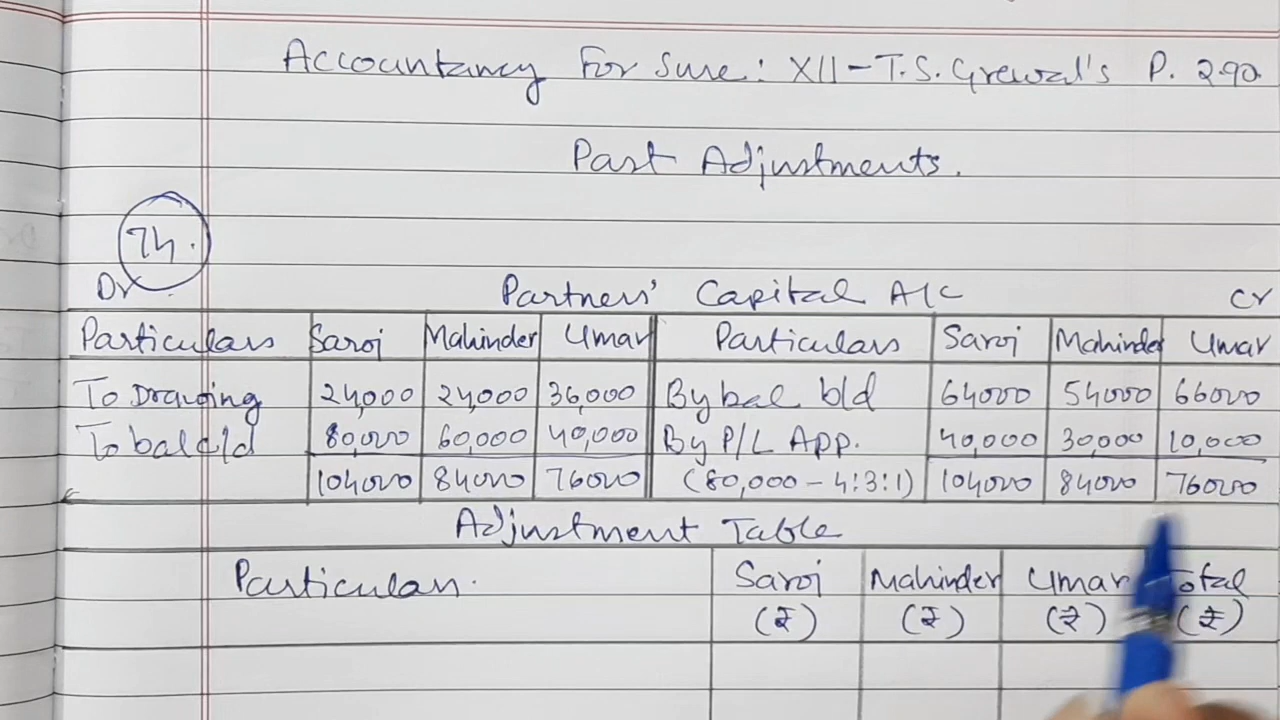 Accountancy For Sure: XII - T.S. Grewal's P. 2.90
Past Adjustments.
74.
Dr Partners' Capital A/C Cr
Particulars Saroj Mahinder Umar Particulars Saroj Mahinder Umar
To Drawing 24,000 24,000 36,000 By bal b/d 64000 54000 66000
To bal c/d 80,000 60,000 40,000 By P/L App. 40,000 30,000 10,000
104000 84000 76000 (80,000 - 4:3:1) 104000 84000 76000
Adjustment Table
Particulars. Saroj Mahinder Umar Total
(₹) (₹) (₹) (₹)